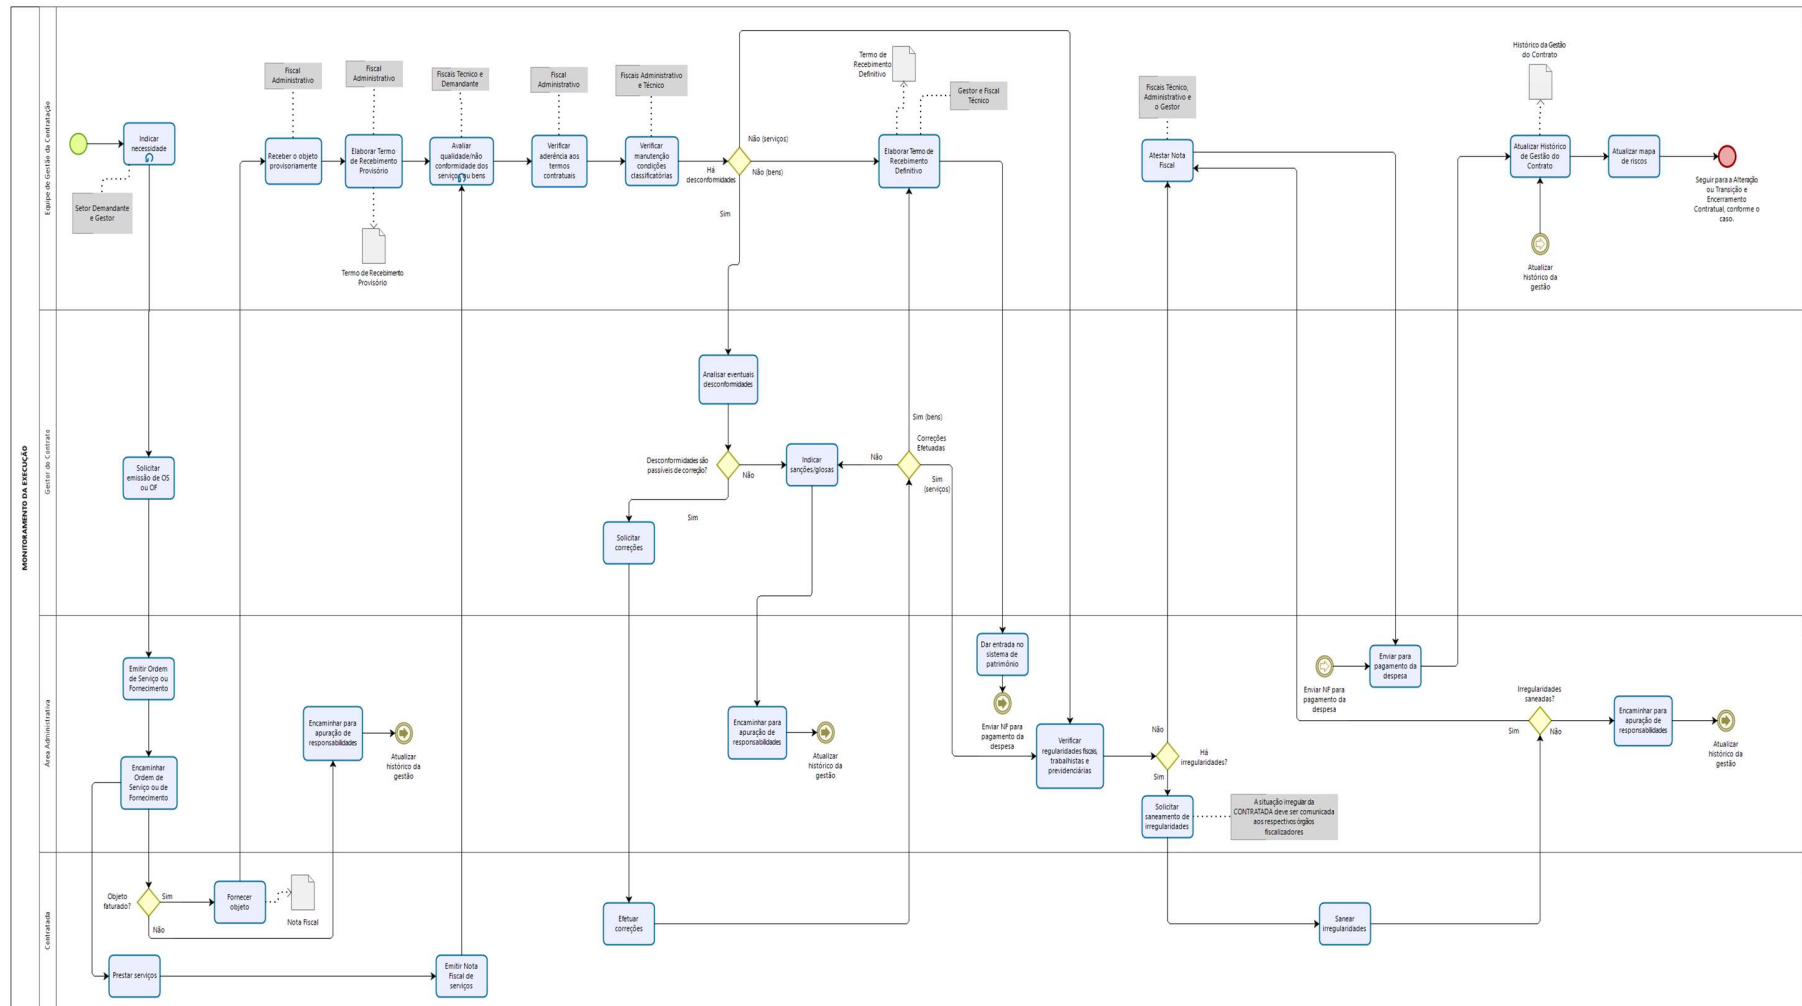 MONITORAMENTO DA EXECUÇÃO
Equipe de Gestão da Contratação
Indicar
necessidade
Setor Demandante
e Gestor
Fiscal
Administrativo
Receber o objeto
provisoriamente
Fiscal
Administrativo
Elaborar Termo
de Recebimento
Provisório
Termo de Recebimento
Provisório
Fiscais Técnico e
Demandante
Avaliar
qualidade/não
conformidade dos
serviços ou bens
Fiscal
Administrativo
Verificar
aderência aos
termos
contratuais
Fiscais Administrativo
e Técnico
Verificar
manutenção
condições
classificatórias
Há
desconformidades
Não (serviços)
Não (bens)
Sim
Termo de
Recebimento
Definitivo
Gestor e Fiscal
Técnico
Elaborar Termo de
Recebimento
Definitivo
Fiscais Técnico,
Administrativo e
o Gestor
Atestar Nota
Fiscal
Histórico da Gestão
do Contrato
Atualizar Histórico
de Gestão do
Contrato
Atualizar
histórico da
gestão
Atualizar mapa
de riscos
Seguir para a Alteração
ou Transição e
Encerramento
Contratual, conforme o
caso.
Gestor do Contrato
Solicitar
emissão de OS
ou OF
Analisar eventuais
desconformidades
Desconformidades são
passíveis de correção?
Não
Sim
Indicar
sanções/glosas
Não
Correções
Efetuadas
Sim (bens)
Sim
(serviços)
Solicitar
correções
Área Administrativa
Emitir Ordem
de Serviço ou
Fornecimento
Encaminhar
Ordem de
Serviço ou de
Fornecimento
Encaminhar para
apuração de
responsabilidades
Atualizar
histórico da
gestão
Encaminhar para
apuração de
responsabilidades
Atualizar
histórico da
gestão
Dar entrada no
sistema de
patrimônio
Enviar NF para
pagamento da
despesa
Verificar
regularidades fiscais,
trabalhistas e
previdenciárias
Não
Há
irregularidades?
Sim
Solicitar
saneamento de
irregularidades
A situação irregular da
CONTRATADA deve ser comunicada
aos respectivos órgãos
fiscalizadores
Enviar NF para
pagamento da
despesa
Enviar para
pagamento da
despesa
Irregularidades
saneadas?
Sim
Não
Encaminhar para
apuração de
responsabilidades
Atualizar
histórico da
gestão
Contratada
Objeto
faturado?
Sim
Não
Fornecer
objeto
Nota Fiscal
Prestar serviços
Emitir Nota
Fiscal de
serviços
Efetuar
correções
Sanear
irregularidades